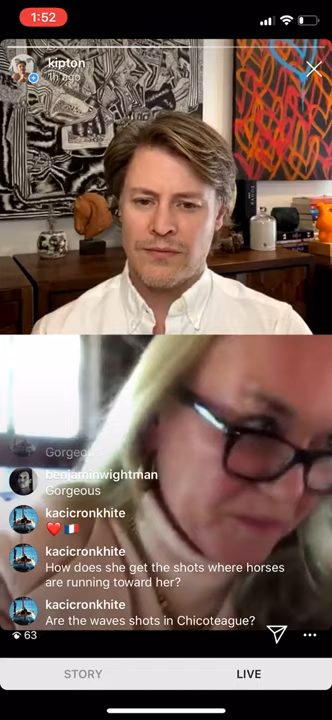 1:52
kipton
1h ago
Gorgeous
benjaminwightman
Gorgeous
kacicronkhite
kacicronkhite
How does she get the shots where horses
are running toward her?
kacicronkhite
Are the waves shots in Chicoteague?
63
STORY
LIVE